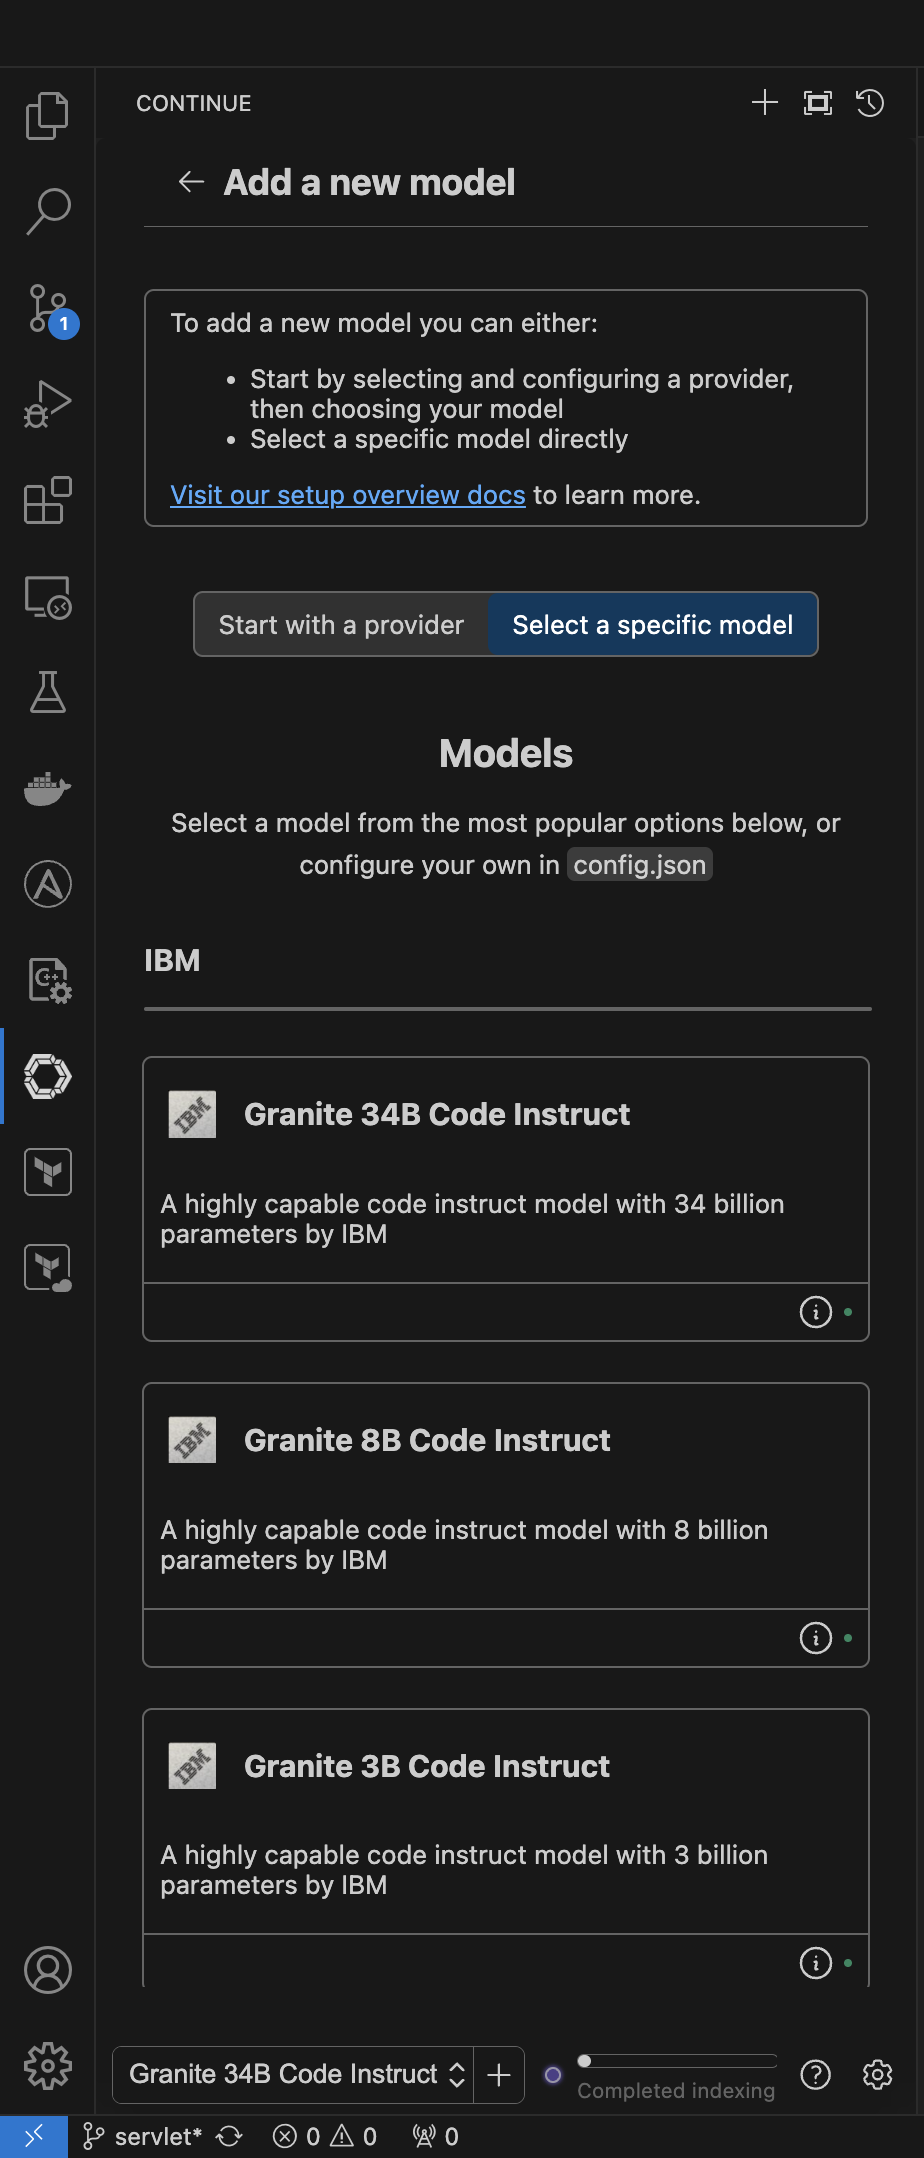 CONTINUE
Add a new model
To add a new model you can either:
• Start by selecting and configuring a provider,
then choosing your model
• Select a specific model directly
Visit our setup overview docs to learn more.
Start with a provider
Select a specific model
Models
Select a model from the most popular options below, or
configure your own in config.json
IBM
IBM
Granite 34B Code Instruct
A highly capable code instruct model with 34 billion
parameters by IBM
IBM
Granite 8B Code Instruct
A highly capable code instruct model with 8 billion
parameters by IBM
IBM
Granite 3B Code Instruct
A highly capable code instruct model with 3 billion
parameters by IBM
1
C++
Granite 34B Code Instruct
Completed indexing
servlet* 0 0 0